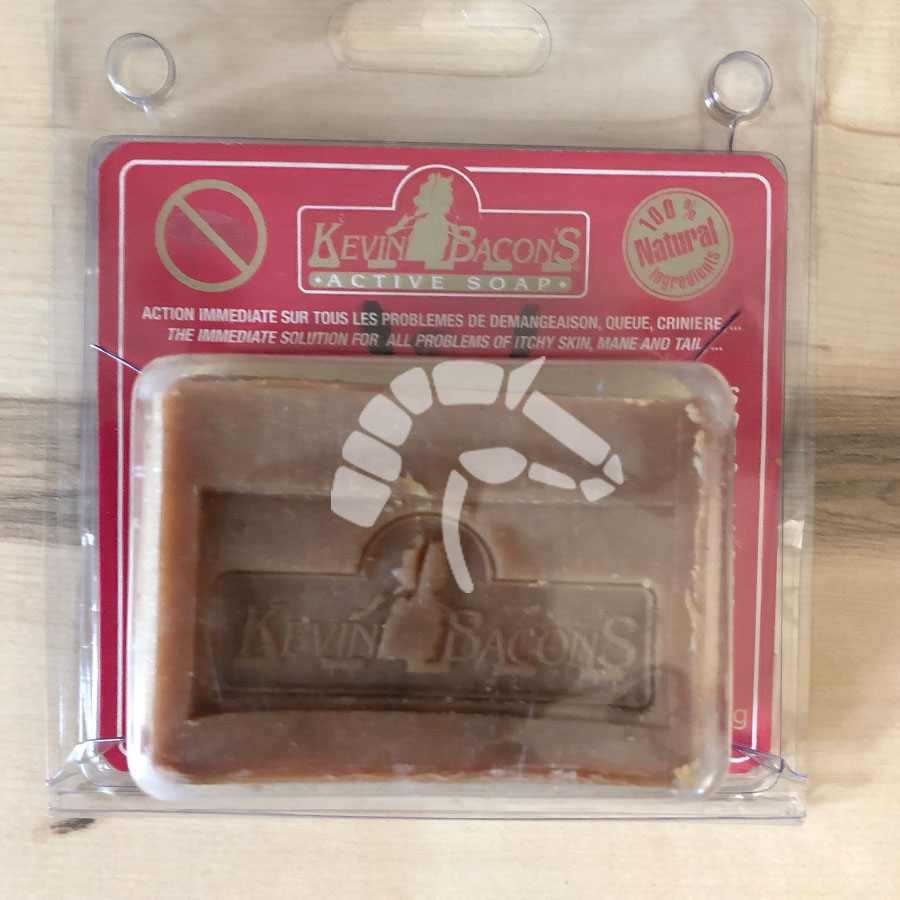 KEVIN BACON'S
•ACTIVE SOAP•
100%
Natural
Ingredients
ACTION IMMEDIATE SUR TOUS LES PROBLEMES DE DEMANGEAISON, QUEUE, CRINIERE ...
THE IMMEDIATE SOLUTION FOR ALL PROBLEMS OF ITCHY SKIN, MANE AND TAIL ...
KEVIN BACON'S
g